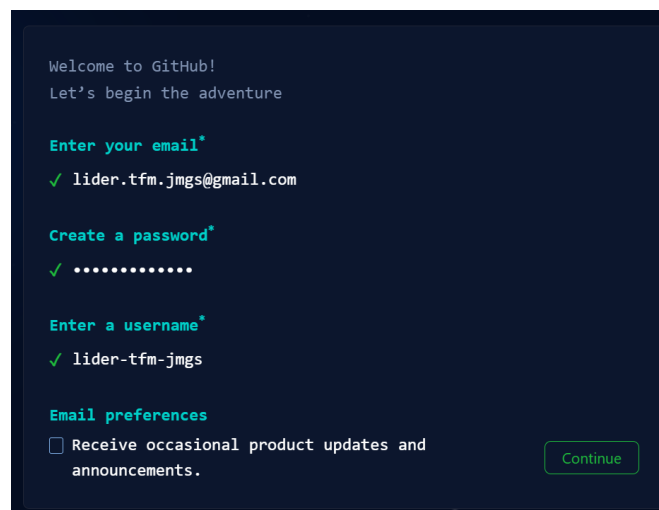 Welcome to GitHub!
Let’s begin the adventure
Enter your email*
✓ lider.tfm.jmgs@gmail.com
Create a password*
✓ •••••••••••••
Enter a username*
✓ lider-tfm-jmgs
Email preferences
Receive occasional product updates and
announcements.
Continue